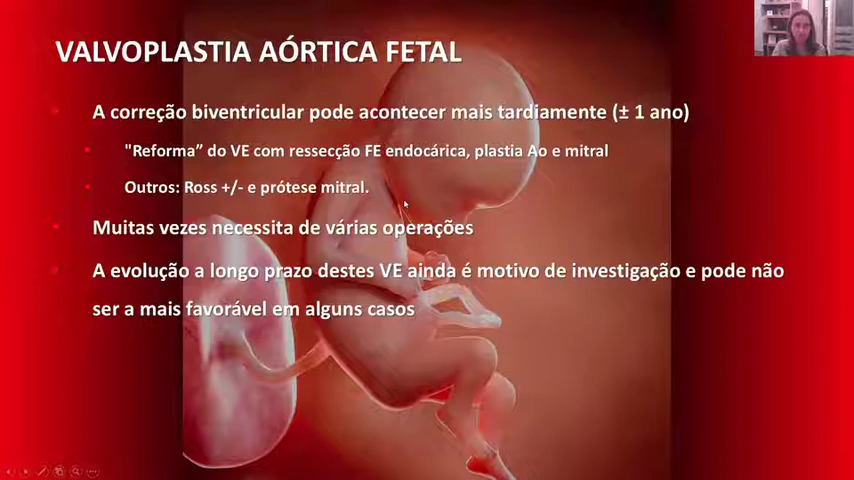 VALVOPLASTIA AÓRTICA FETAL
A correção biventricular pode acontecer mais tardiamente (± 1 ano)
"Reforma” do VE com ressecção FE endocárica, plastia Ao e mitral
Outros: Ross +/- e prótese mitral.
Muitas vezes necessita de várias operações
A evolução a longo prazo destes VE ainda é motivo de investigação e pode não
ser a mais favorável em alguns casos